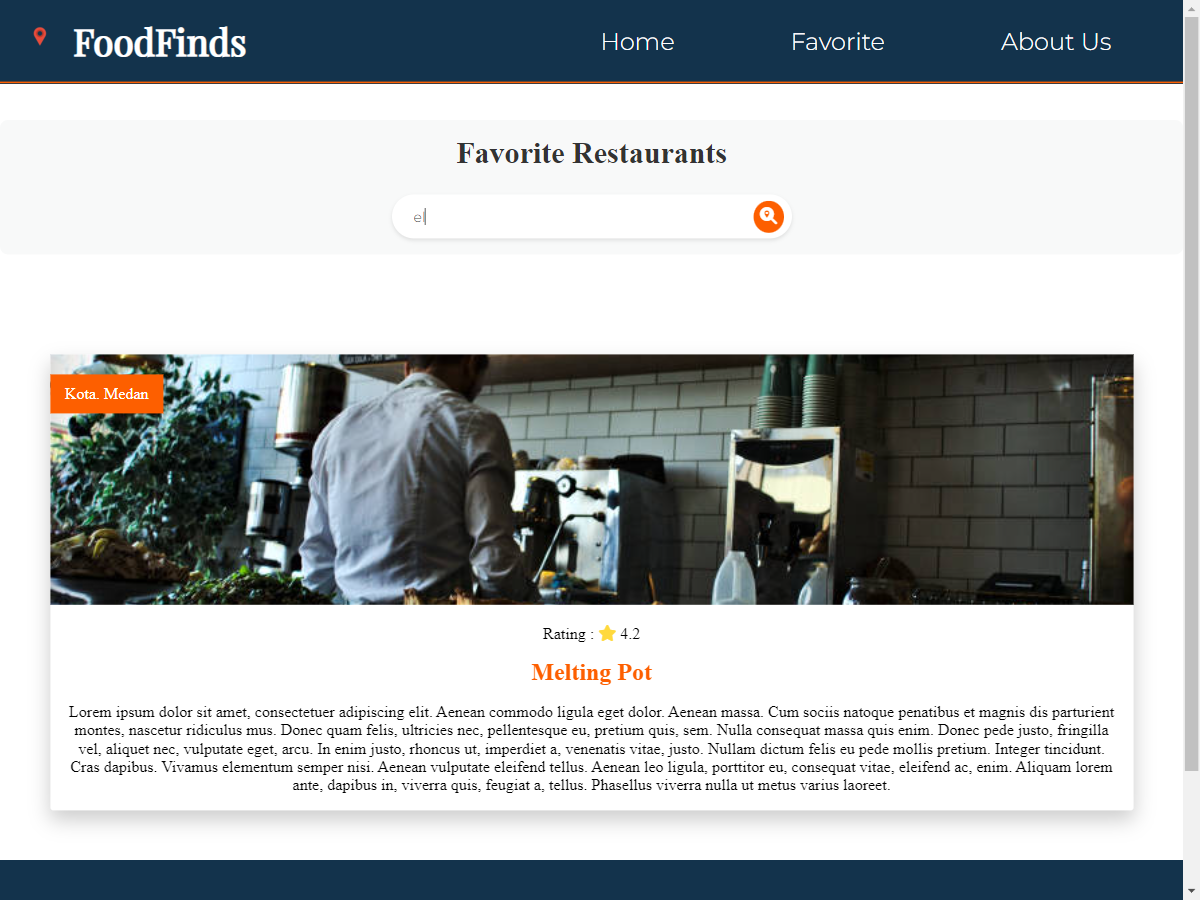 FoodFinds
Home
Favorite
About Us
Favorite Restaurants
el
Kota. Medan
Rating : ⭐ 4.2
Melting Pot
Lorem ipsum dolor sit amet, consectetuer adipiscing elit. Aenean commodo ligula eget dolor. Aenean massa. Cum sociis natoque penatibus et magnis dis parturient
montes, nascetur ridiculus mus. Donec quam felis, ultricies nec, pellentesque eu, pretium quis, sem. Nulla consequat massa quis enim. Donec pede justo, fringilla
vel, aliquet nec, vulputate eget, arcu. In enim justo, rhoncus ut, imperdiet a, venenatis vitae, justo. Nullam dictum felis eu pede mollis pretium. Integer tincidunt.
Cras dapibus. Vivamus elementum semper nisi. Aenean vulputate eleifend tellus. Aenean leo ligula, porttitor eu, consequat vitae, eleifend ac, enim. Aliquam lorem
ante, dapibus in, viverra quis, feugiat a, tellus. Phasellus viverra nulla ut metus varius laoreet.